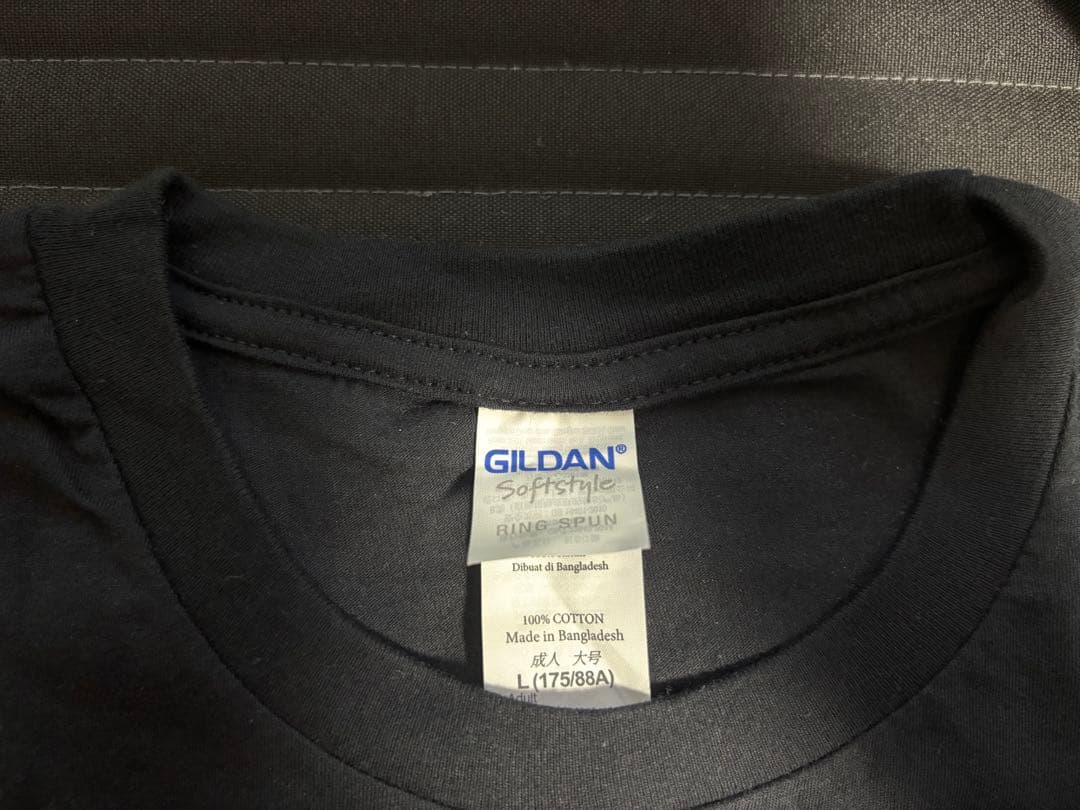 GILDAN®
Softstyle
RING SPUN
Dibuat di Bangladesh
100% COTTON
Made in Bangladesh
成人 大号
L (175/88A)
Adult